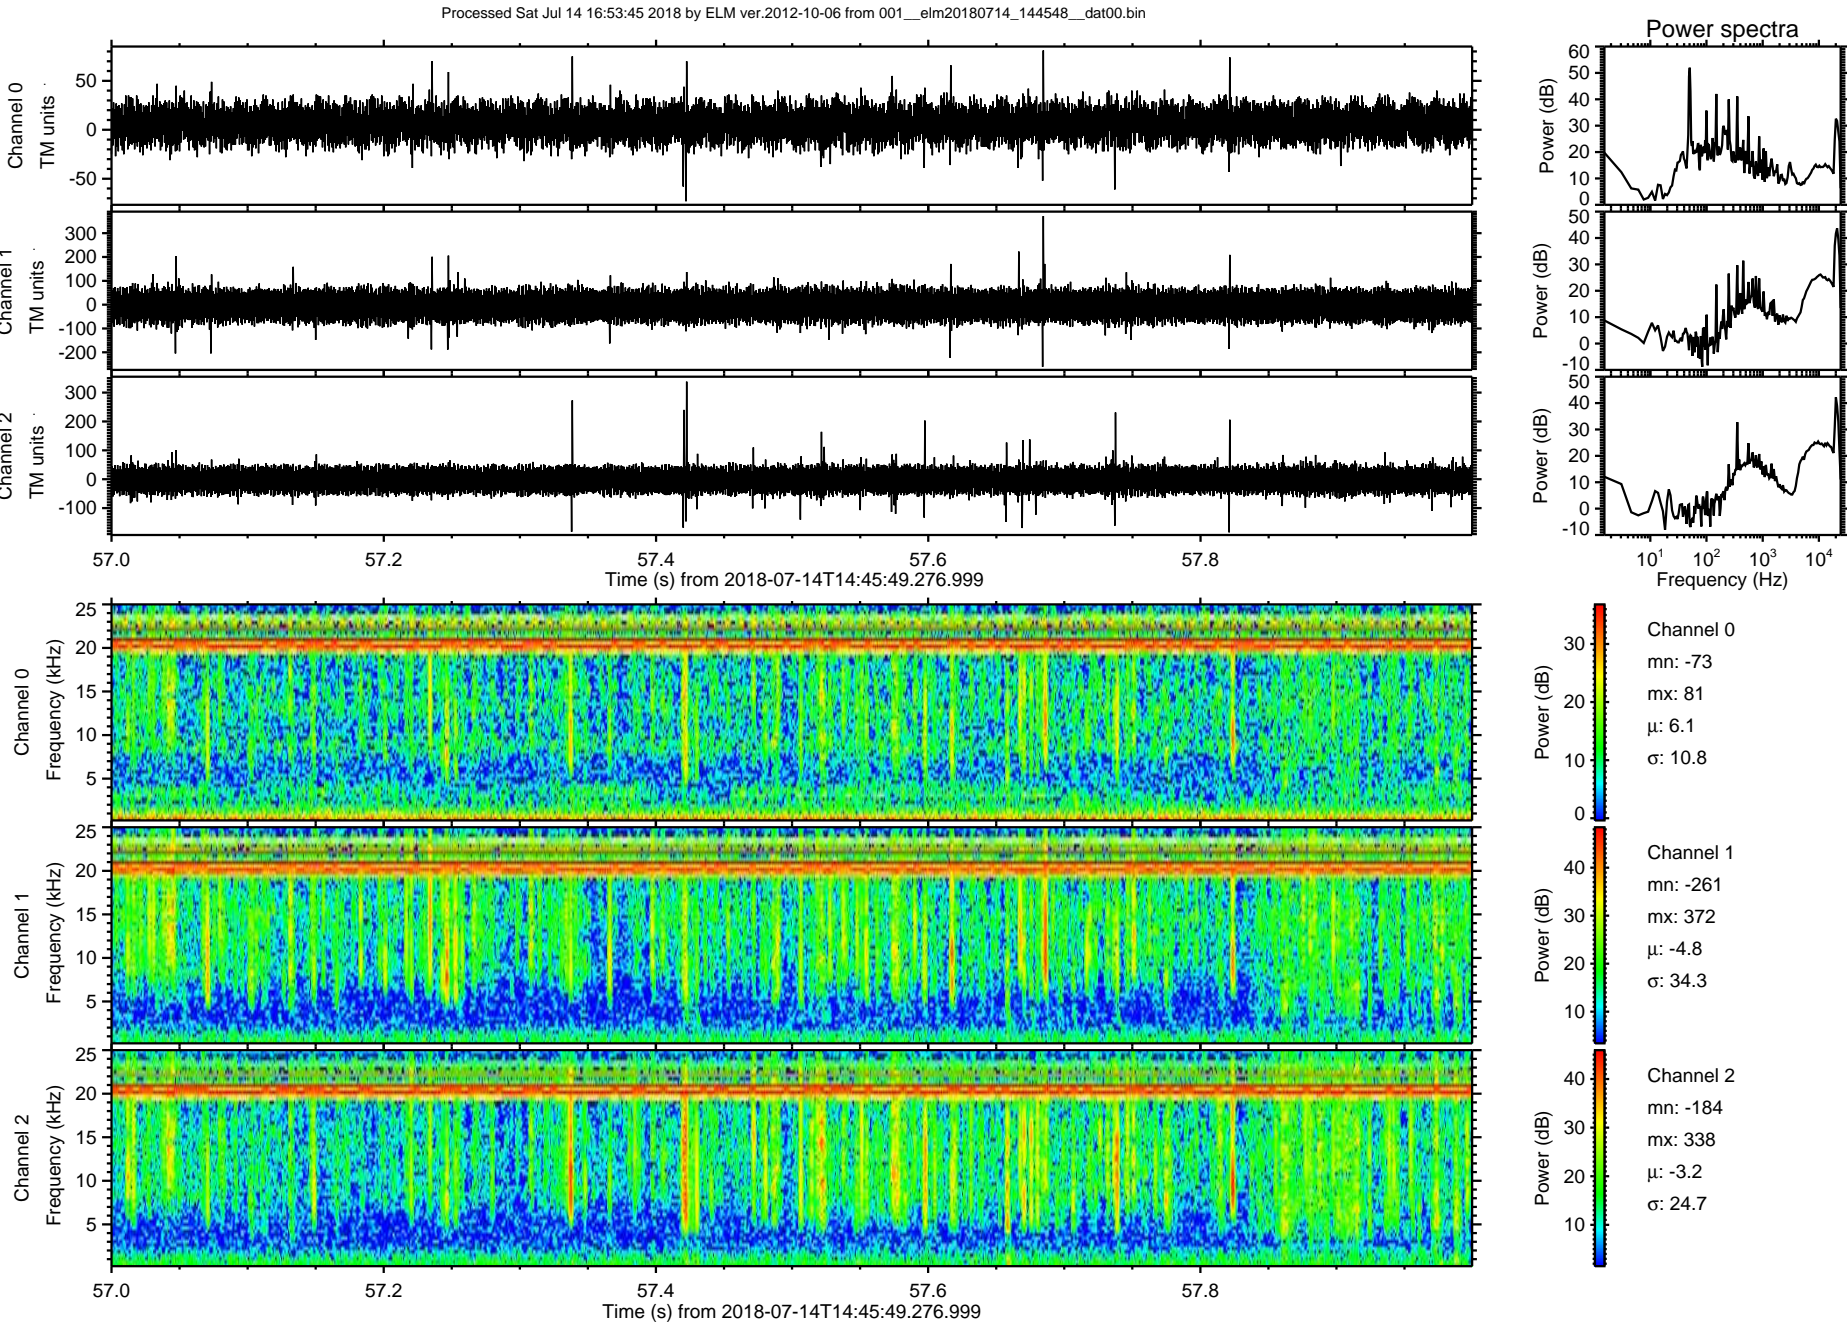 Processed Sat Jul 14 16:53:45 2018 by ELM ver.2012-10-06 from 001__elm20180714_144548__dat00.bin
Power spectra
Channel 0
TM units
50
0
-50
Power (dB)
60
50
40
30
20
10
0
Channel 1
TM units
300
200
100
0
-100
-200
Power (dB)
50
40
30
20
10
0
-10
Channel 2
TM units
300
200
100
0
-100
Power (dB)
50
40
30
20
10
0
-10
57.0 57.2 57.4 57.6 57.8
Time (s) from 2018-07-14T14:45:49.276.999
10¹ 10² 10³ 10⁴
Frequency (Hz)
Channel 0
Frequency (kHz)
25
20
15
10
5
Power (dB)
30
20
10
0
Channel 0
mn: -73
mx: 81
μ: 6.1
σ: 10.8
Channel 1
Frequency (kHz)
25
20
15
10
5
Power (dB)
40
30
20
10
Channel 1
mn: -261
mx: 372
μ: -4.8
σ: 34.3
Channel 2
Frequency (kHz)
25
20
15
10
5
Power (dB)
40
30
20
10
Channel 2
mn: -184
mx: 338
μ: -3.2
σ: 24.7
57.0 57.2 57.4 57.6 57.8
Time (s) from 2018-07-14T14:45:49.276.999